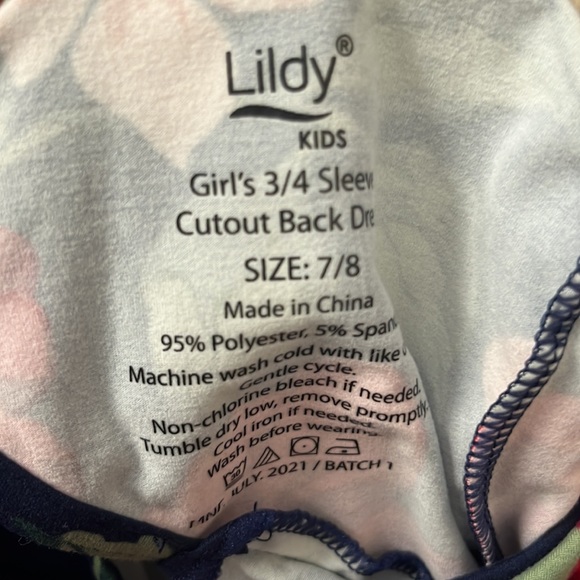 Lildy®
KIDS
Girl's 3/4 Sleev
Cutout Back Dre
SIZE: 7/8
Made in China
95% Polyester, 5% Span
Machine wash cold with like
Gentle cycle.
Non-chlorine bleach if needed.
Tumble dry low, remove promptly.
Cool iron if needed.
Wash before wearing
30
JULY. 2021 / BATCH 1